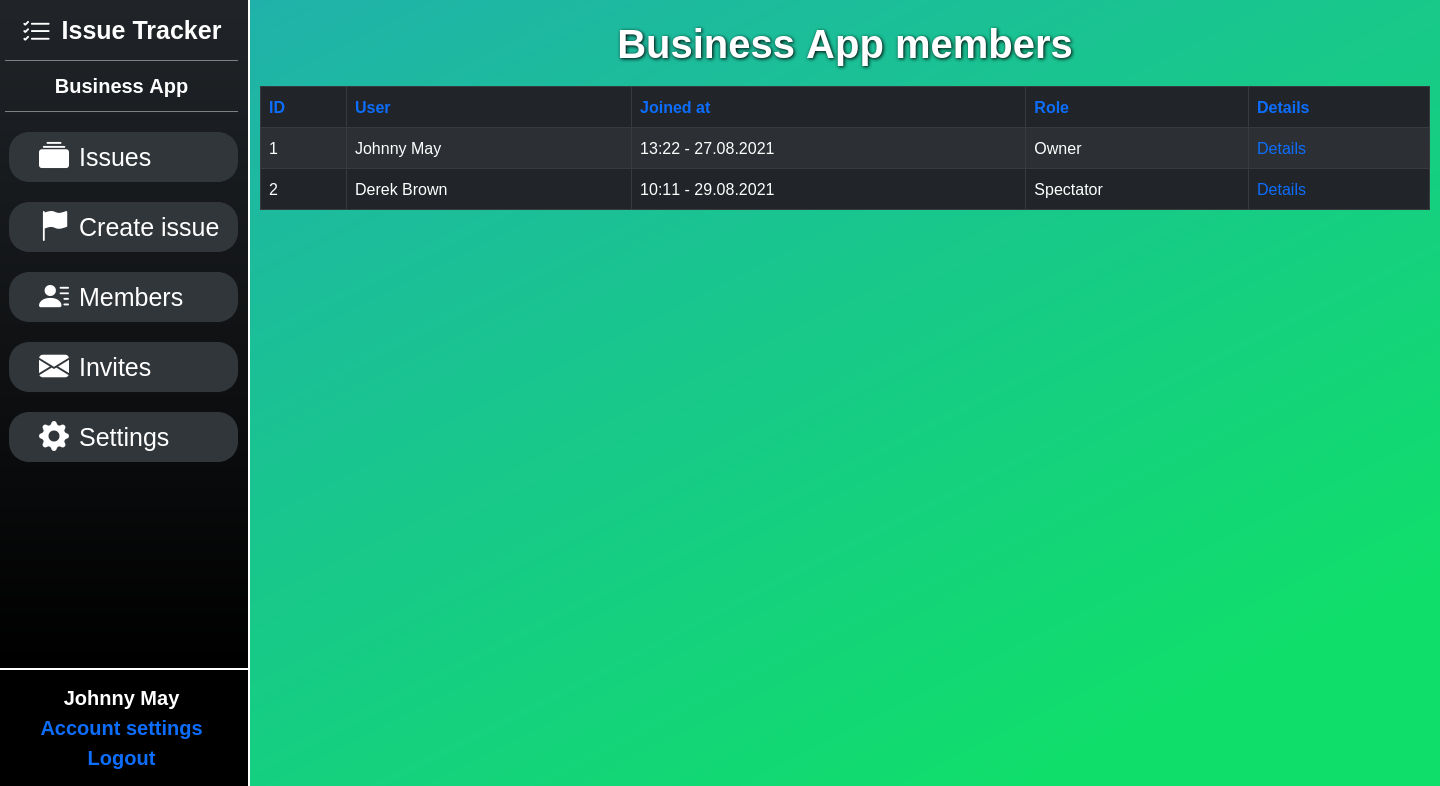 Issue Tracker
Business App
Issues
Create issue
Members
Invites
Settings
Johnny May
Account settings
Logout
Business App members
ID User Joined at Role Details
1 Johnny May 13:22 - 27.08.2021 Owner Details
2 Derek Brown 10:11 - 29.08.2021 Spectator Details